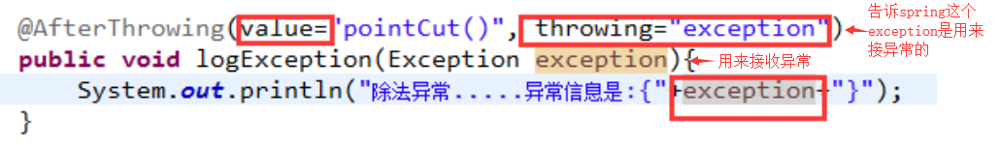 @AfterThrowing(value="pointCut()", throwing="exception")
告诉spring这个
exception是用来
接异常的
public void logException(Exception exception){
用来接收异常
System.out.println("除法异常.....异常信息是:{"+exception+"}");
}